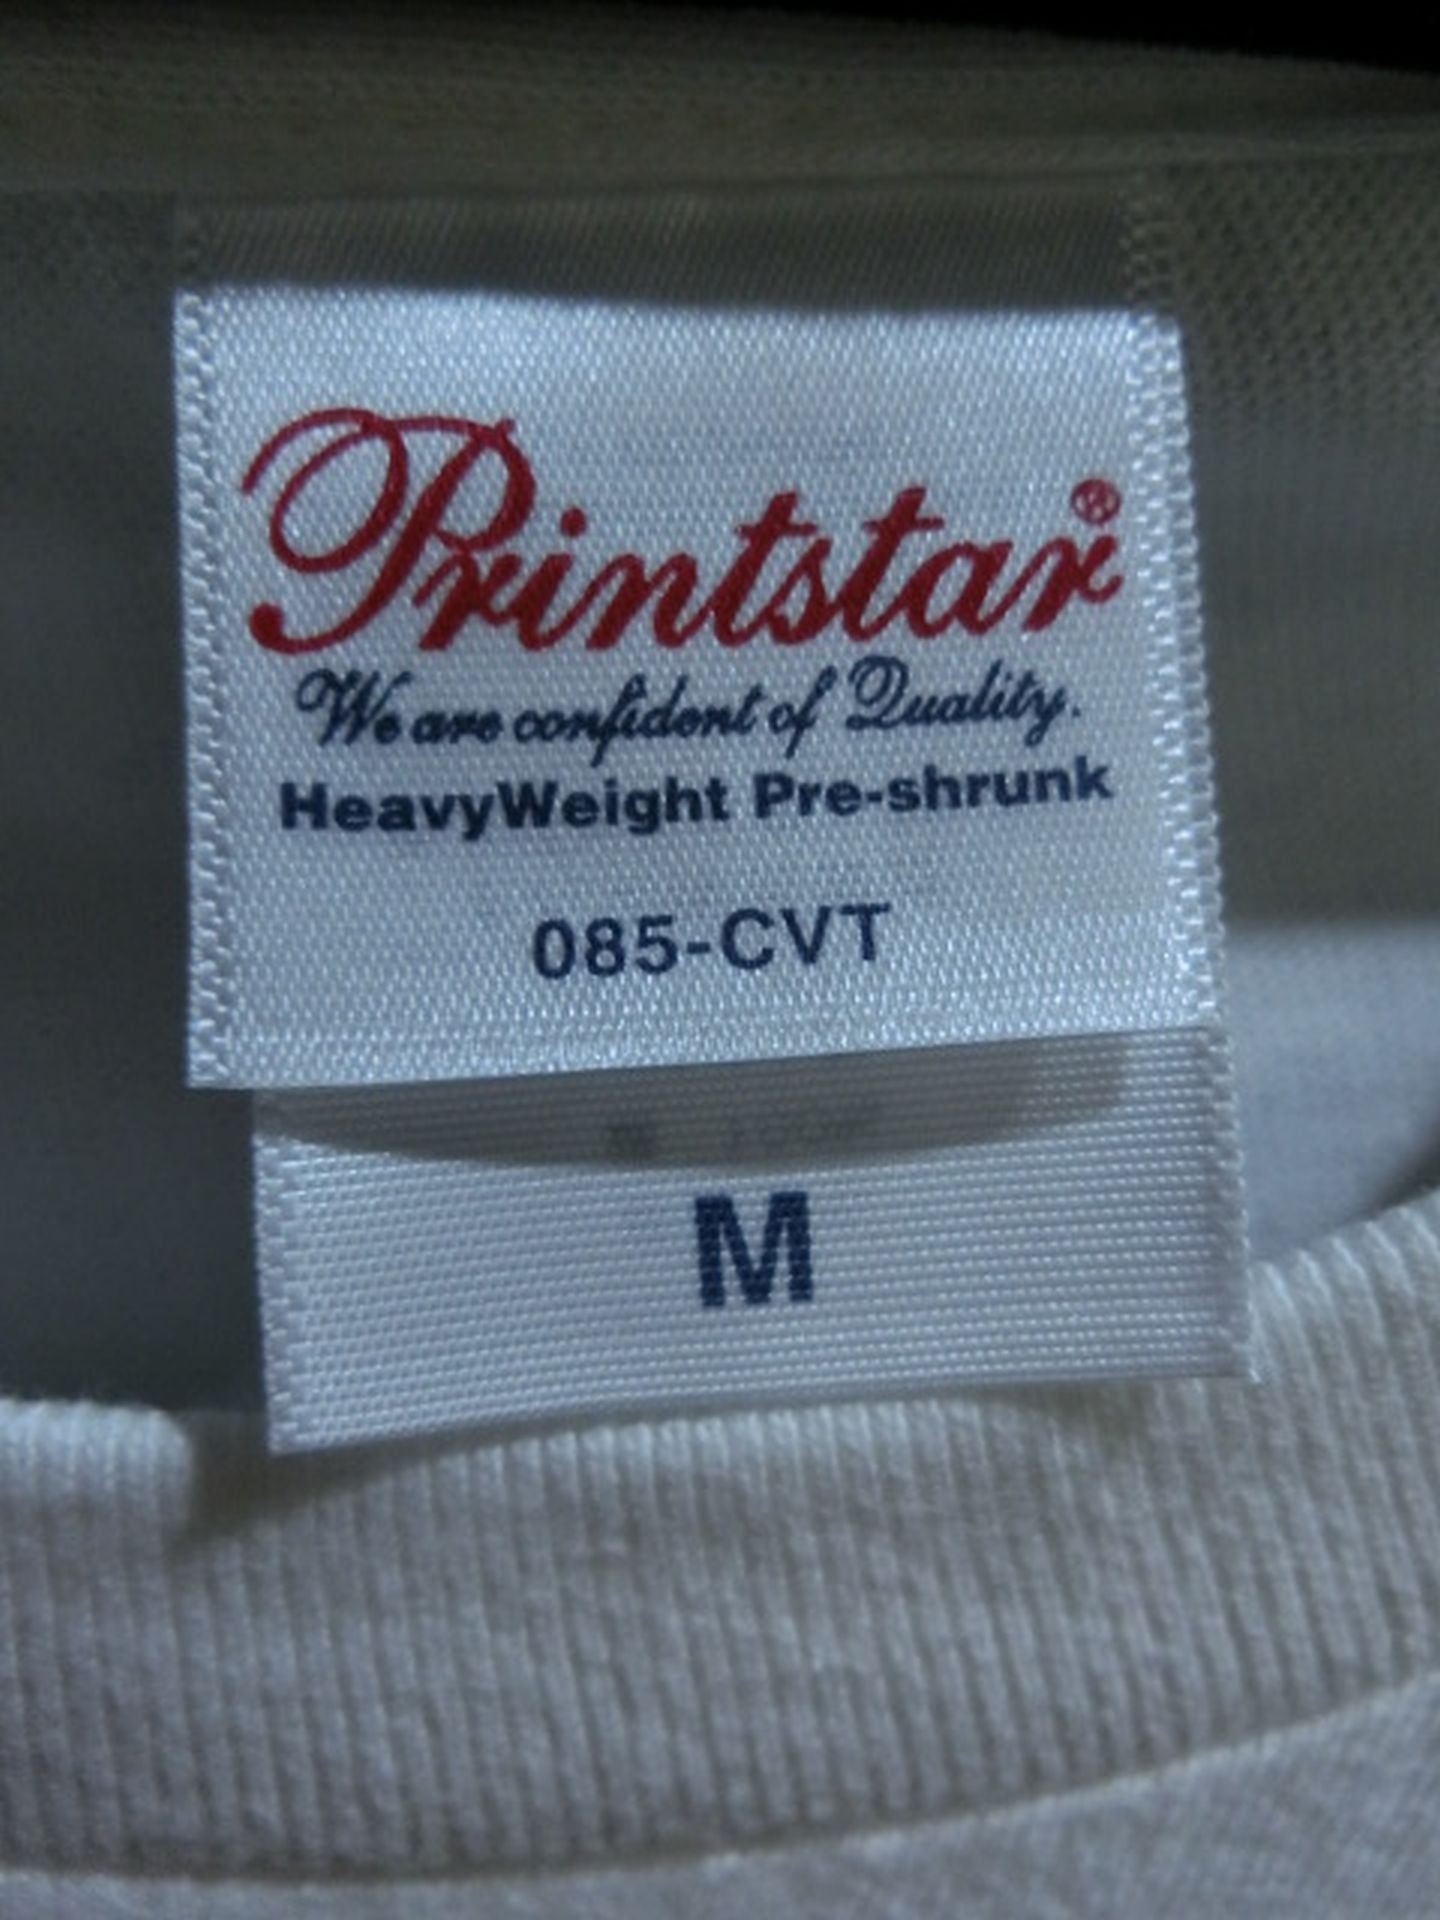 Printstar®
We are confident of Quality.
HeavyWeight Pre-shrunk
085-CVT
M